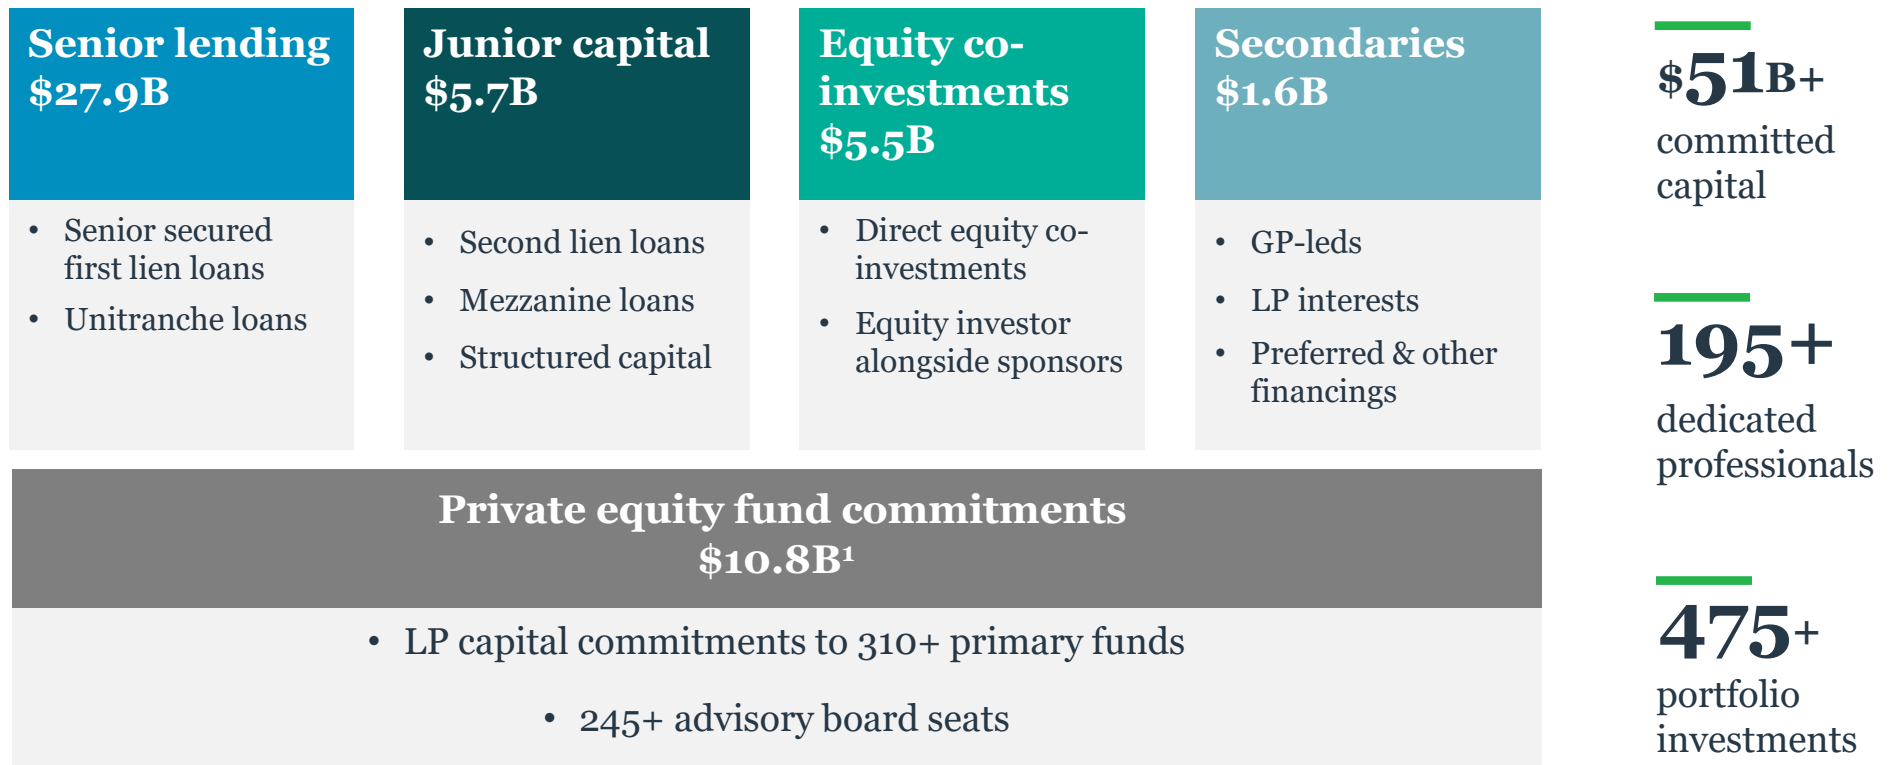 Senior lending
$27.9B
• Senior secured
first lien loans
• Unitranche loans
Junior capital
$5.7B
• Second lien loans
• Mezzanine loans
• Structured capital
Equity co-
investments
$5.5B
• Direct equity co-
investments
• Equity investor
alongside sponsors
Secondaries
$1.6B
• GP-leds
• LP interests
• Preferred & other
financings
Private equity fund commitments
$10.8B¹
• LP capital commitments to 310+ primary funds
• 245+ advisory board seats
$51B+
committed
capital
195+
dedicated
professionals
475+
portfolio
investments